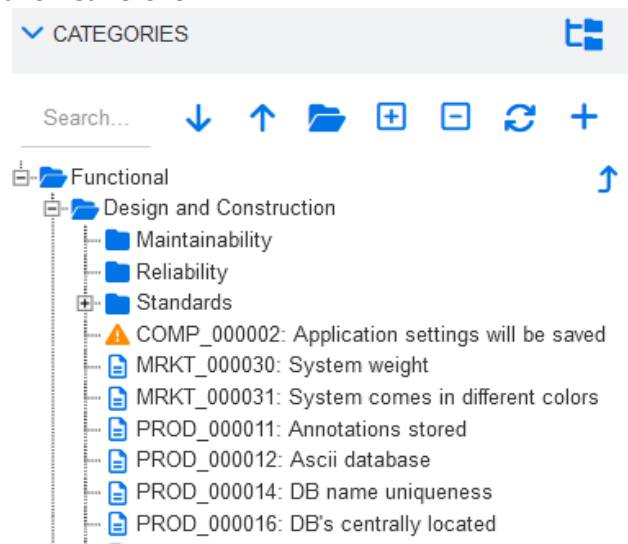 CATEGORIES
Search...
Functional
Design and Construction
Maintainability
Reliability
Standards
COMP_000002: Application settings will be saved
MRKT_000030: System weight
MRKT_000031: System comes in different colors
PROD_000011: Annotations stored
PROD_000012: Ascii database
PROD_000014: DB name uniqueness
PROD_000016: DB's centrally located